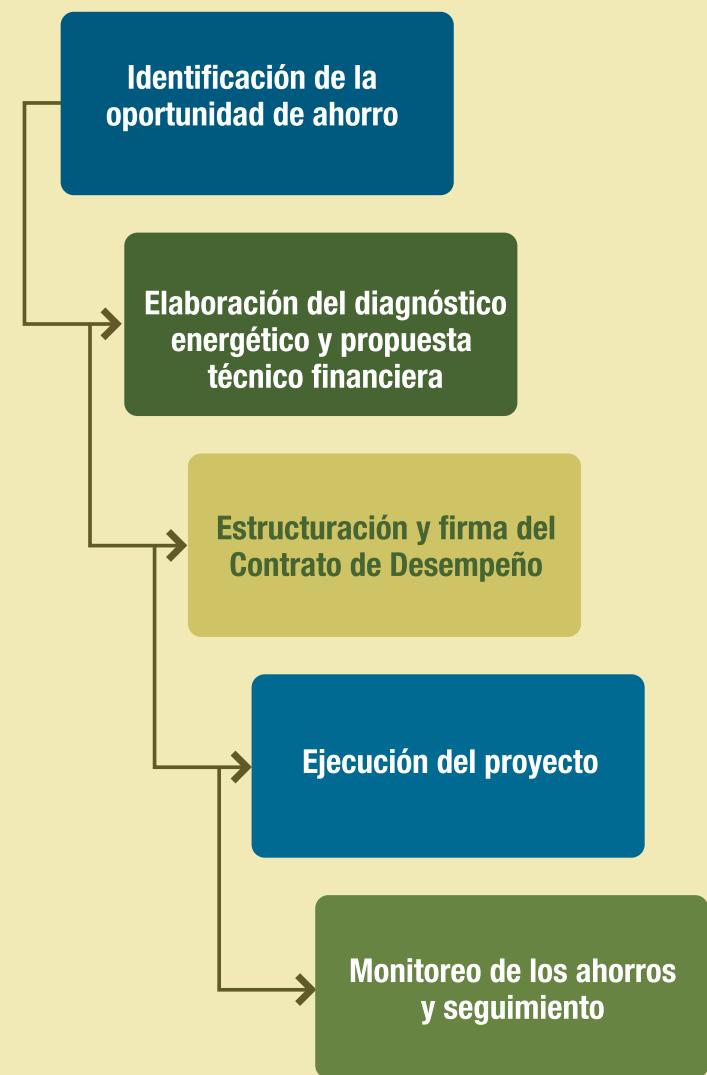 Identificación de la
oportunidad de ahorro
Elaboración del diagnóstico
energético y propuesta
técnico financiera
Estructuración y firma del
Contrato de Desempeño
Ejecución del proyecto
Monitoreo de los ahorros
y seguimiento